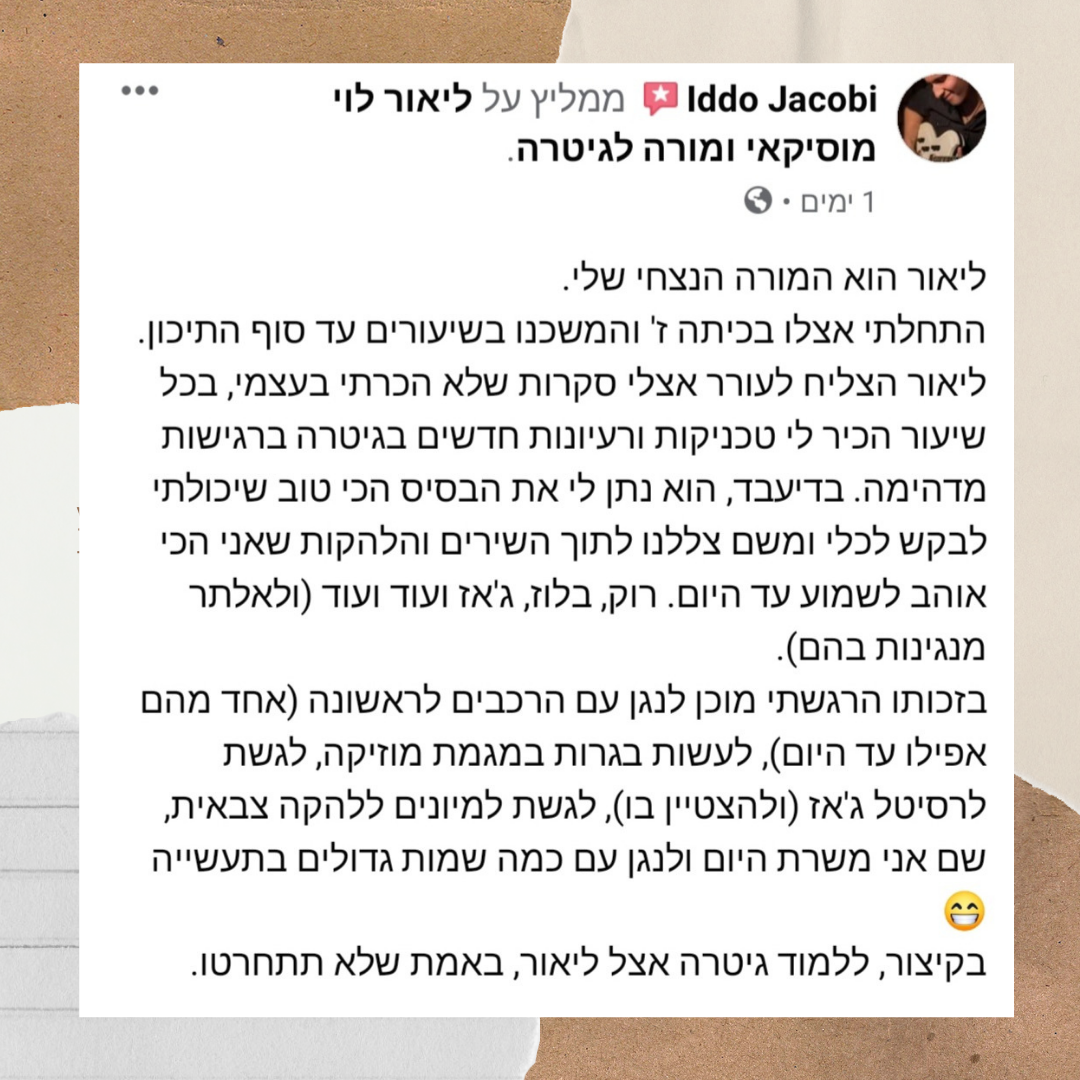 Iddo Jacobi ממליץ על ליאור לוי
מוסיקאי ומורה לגיטרה.
1 ימים •
ליאור הוא המורה הנצחי שלי.
התחלתי אצלו בכיתה ז' והמשכנו בשיעורים עד סוף התיכון.
ליאור הצליח לעורר אצלי סקרות שלא הכרתי בעצמי, בכל
שיעור הכיר לי טכניקות ורעיונות חדשים בגיטרה ברגישות
מדהימה. בדיעבד, הוא נתן לי את הבסיס הכי טוב שיכולתי
לבקש לכלי ומשם צללנו לתוך השירים והלהקות שאני הכי
אוהב לשמוע עד היום. רוק, בלוז, ג'אז ועוד ועוד (ולאלתר
מנגינות בהם).
בזכותו הרגשתי מוכן לנגן עם הרכבים לראשונה (אחד מהם
אפילו עד היום), לעשות בגרות במגמת מוזיקה, לגשת
לרסיטל ג'אז (ולהצטיין בו), לגשת למיונים ללהקה צבאית,
שם אני משרת היום ולנגן עם כמה שמות גדולים בתעשייה
😁
בקיצור, ללמוד גיטרה אצל ליאור, באמת שלא תתחרטו.